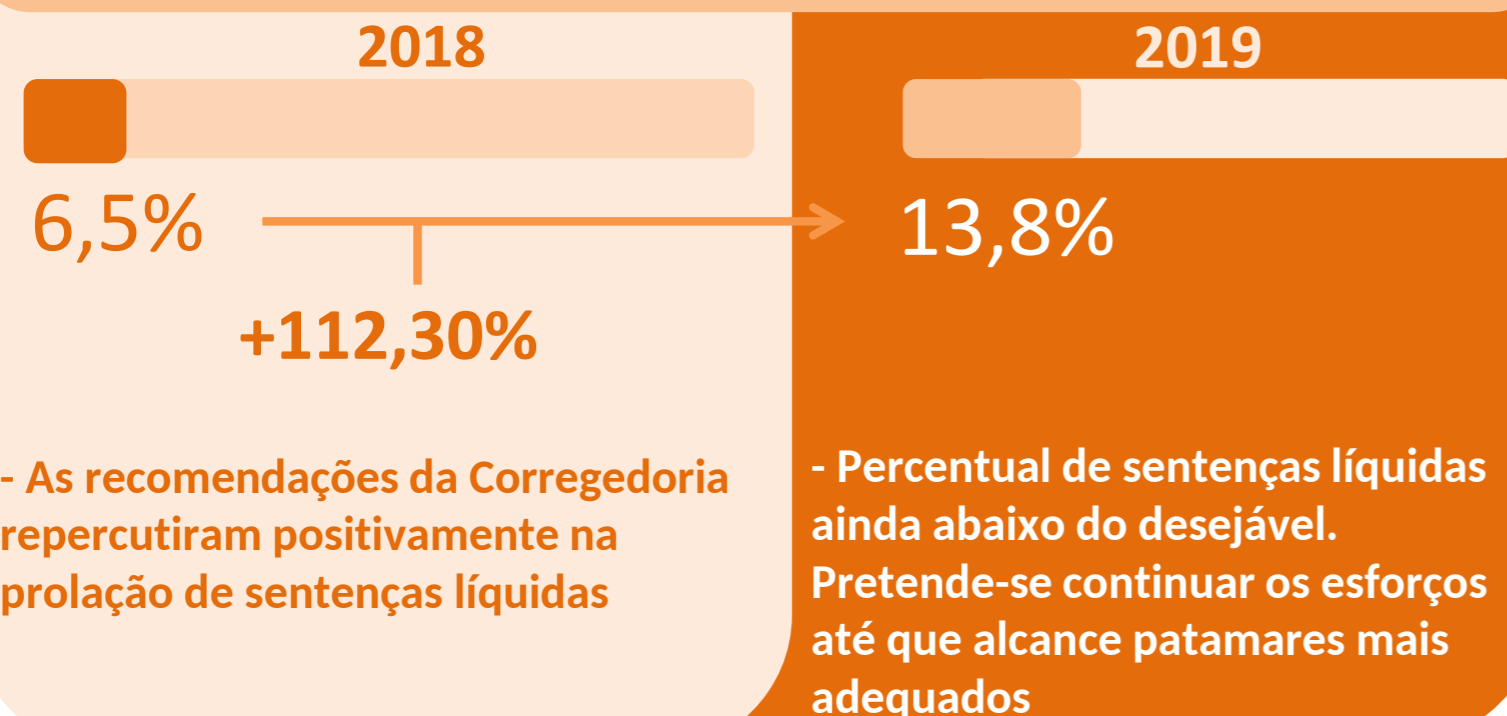 2018
6,5%
+112,30%
- As recomendações da Corregedoria
repercutiram positivamente na
prolação de sentenças líquidas
2019
13,8%
- Percentual de sentenças líquidas
ainda abaixo do desejável.
Pretende-se continuar os esforços
até que alcance patamares mais
adequados